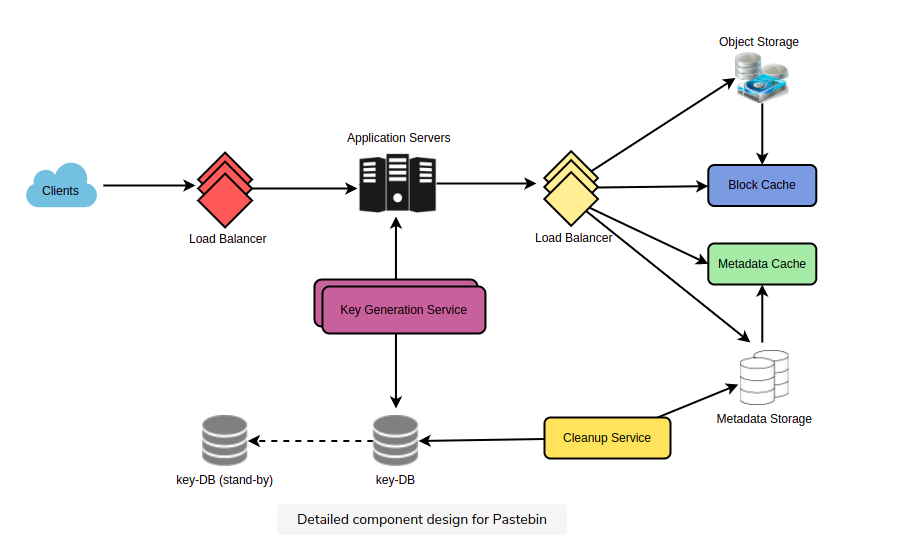 Object Storage
Application Servers
Clients
Block Cache
Load Balancer
Load Balancer
Metadata Cache
Key Generation Service
Metadata Storage
Cleanup Service
key-DB (stand-by)
key-DB
Detailed component design for Pastebin